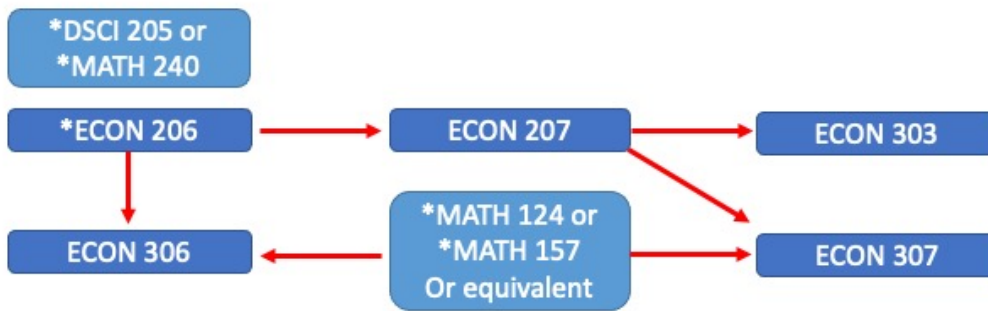 *DSCI 205 or
*MATH 240
*ECON 206
ECON 207
ECON 303
ECON 306
*MATH 124 or
*MATH 157
Or equivalent
ECON 307